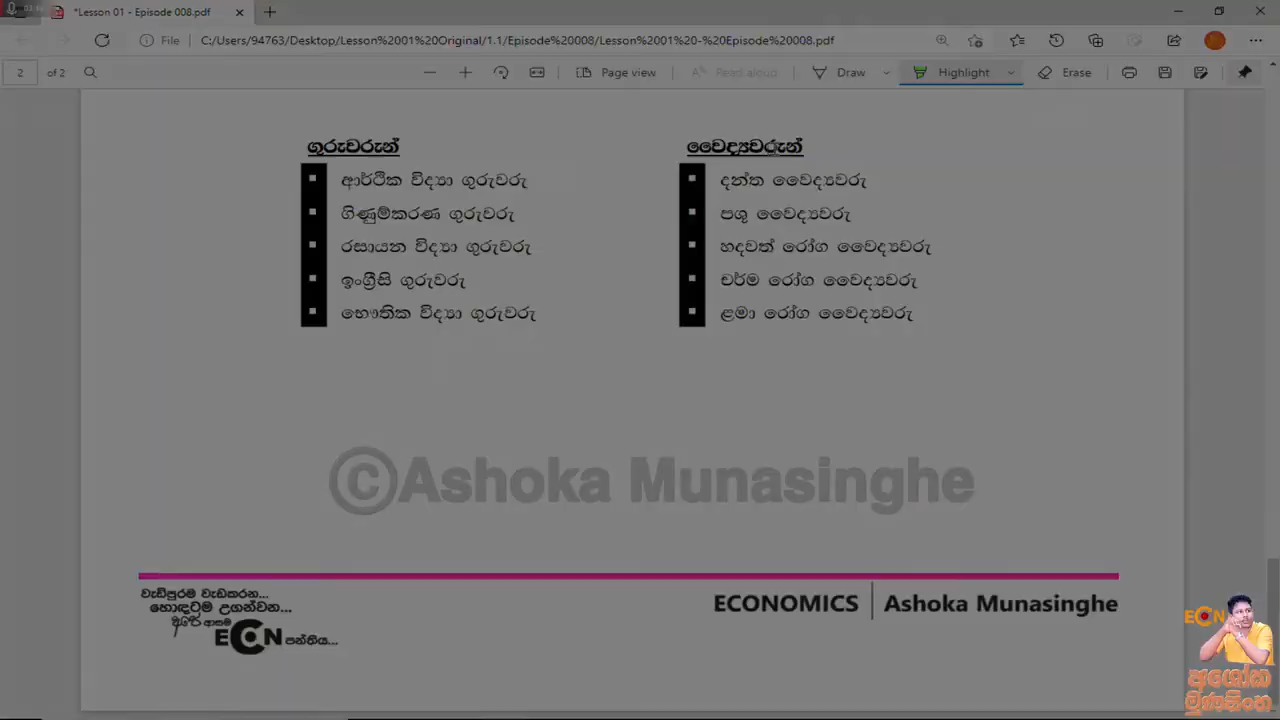 *Lesson 01 - Episode 008.pdf
File
C:/Users/94763/Desktop/Lesson%2001%20Original/1.1/Episode%20008/Lesson%2001%20-%20Episode%20008.pdf
2 of 2
Page view
Read aloud
Draw
Highlight
Erase
ගුරුවරුන්
ආර්ථික විද්‍යා ගුරුවරු
ගිණුම්කරණ ගුරුවරු
රසායන විද්‍යා ගුරුවරු
ඉංග්‍රීසි ගුරුවරු
භෞතික විද්‍යා ගුරුවරු
වෛද්‍යවරුන්
දන්ත වෛද්‍යවරු
පශු වෛද්‍යවරු
හදවත් රෝග වෛද්‍යවරු
චර්ම රෝග වෛද්‍යවරු
ළමා රෝග වෛද්‍යවරු
©Ashoka Munasinghe
වැඩිපුරම වැඩකරන...
හොඳටම උගන්වන...
අපේ ආසම
ECON පන්තිය...
ECONOMICS
Ashoka Munasinghe
ECON
අශෝක
මුණසිංහ